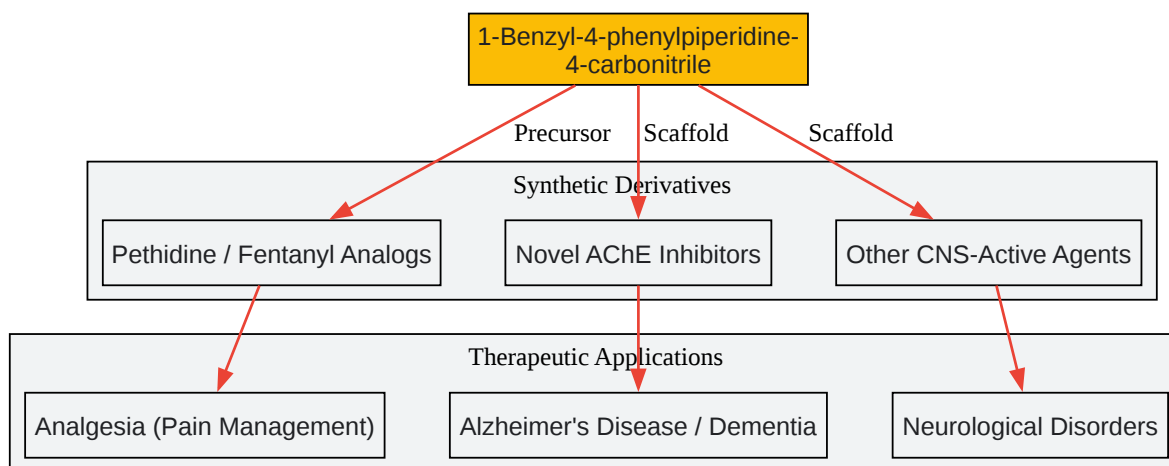 1-Benzyl-4-phenylpiperidine-
4-carbonitrile
Precursor
Scaffold
Scaffold
Synthetic Derivatives
Pethidine / Fentanyl Analogs
Novel AChE Inhibitors
Other CNS-Active Agents
Therapeutic Applications
Analgesia (Pain Management)
Alzheimer's Disease / Dementia
Neurological Disorders